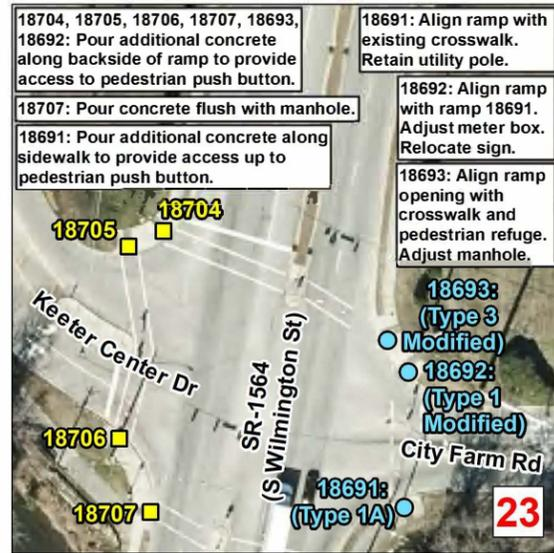 18704, 18705, 18706, 18707, 18693,
18692: Pour additional concrete
along backside of ramp to provide
access to pedestrian push button.
18707: Pour concrete flush with manhole.
18691: Pour additional concrete along
sidewalk to provide access up to
pedestrian push button.
18691: Align ramp with
existing crosswalk.
Retain utility pole.
18692: Align ramp
with ramp 18691.
Adjust meter box.
Relocate sign.
18693: Align ramp
opening with
crosswalk and
pedestrian refuge.
Adjust manhole.
18704
18705
18693:
(Type 3
Modified)
18692:
(Type 1
Modified)
Keeter Center Dr
SR-1564
(S Wilmington St)
City Farm Rd
18706
18707
18691:
(Type 1A)
23